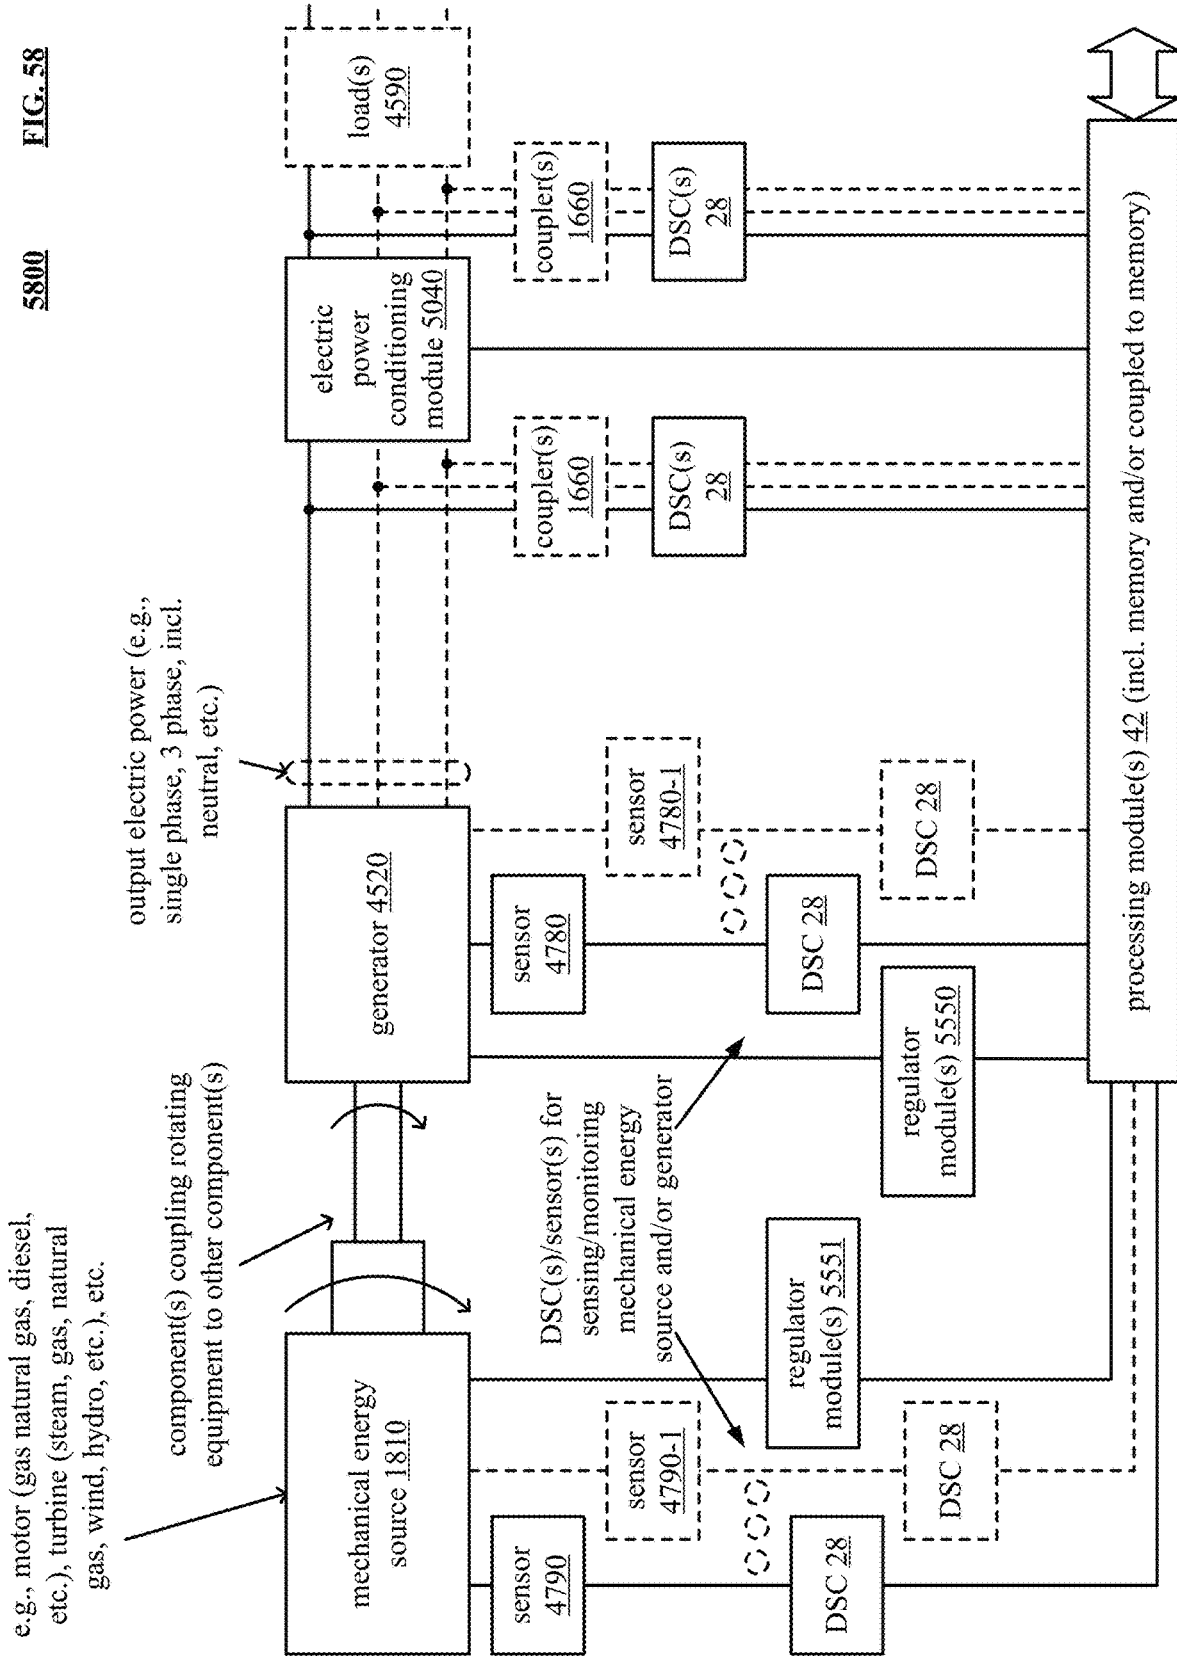 FIG. 58
5800
e.g., motor (gas natural gas, diesel,
etc.), turbine (steam, gas, natural
gas, wind, hydro, etc.), etc.
component(s) coupling rotating
equipment to other component(s)
output electric power (e.g.,
single phase, 3 phase, incl.
neutral, etc.)
mechanical energy
source 1810
generator 4520
electric
power
conditioning
module 5040
load(s)
4590
sensor
4790
sensor
4790-1
sensor
4780
sensor
4780-1
coupler(s)
1660
coupler(s)
1660
DSC(s)/sensor(s) for
sensing/monitoring
mechanical energy
source and/or generator
DSC(s)
28
DSC(s)
28
DSC 28
DSC 28
regulator
module(s) 5551
DSC 28
DSC 28
regulator
module(s) 5550
processing module(s) 42 (incl. memory and/or coupled to memory)